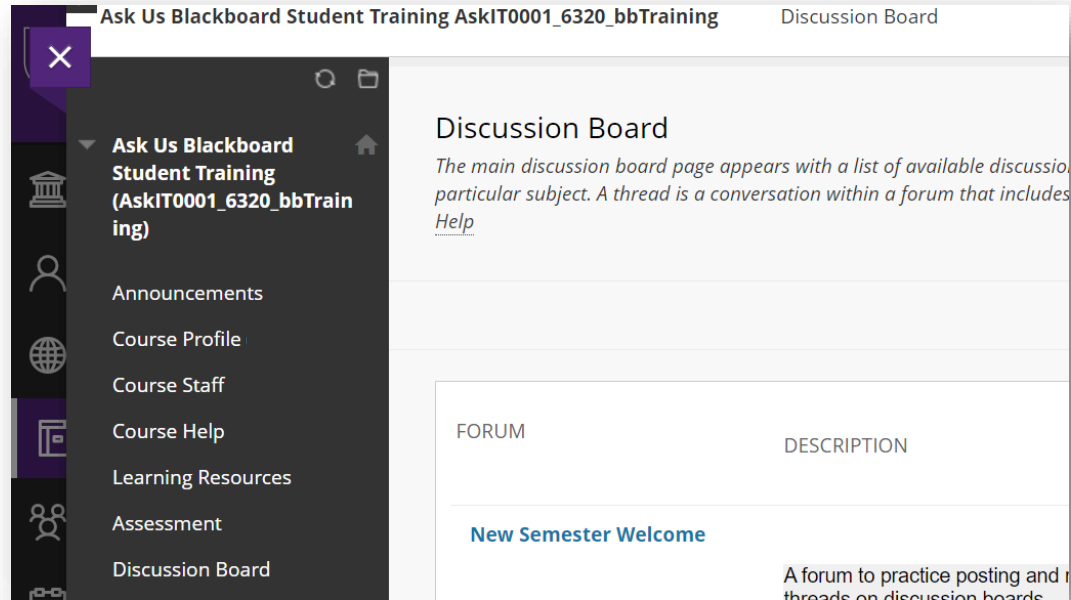 Ask Us Blackboard Student Training AskIT0001_6320_bbTraining
Discussion Board
Ask Us Blackboard
Student Training
(AskIT0001_6320_bbTrain
ing)
Announcements
Course Profile
Course Staff
Course Help
Learning Resources
Assessment
Discussion Board
Discussion Board
The main discussion board page appears with a list of available
particular subject. A thread is a conversation within a forum that includes
Help
FORUM
DESCRIPTION
New Semester Welcome
A forum to practice posting and
threads on discussion boards